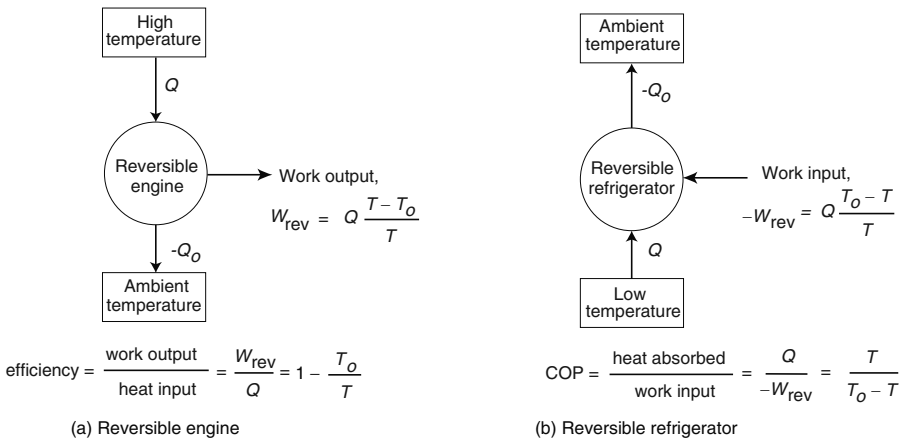 High
temperature
Q
Reversible
engine
Work output,
W_rev = Q (T – T_o) / T
-Q_o
Ambient
temperature
efficiency = work output / heat input = W_rev / Q = 1 – T_o / T
(a) Reversible engine
Ambient
temperature
-Q_o
Reversible
refrigerator
Work input,
–W_rev = Q (T_o – T) / T
Q
Low
temperature
COP = heat absorbed / work input = Q / –W_rev = T / (T_o – T)
(b) Reversible refrigerator